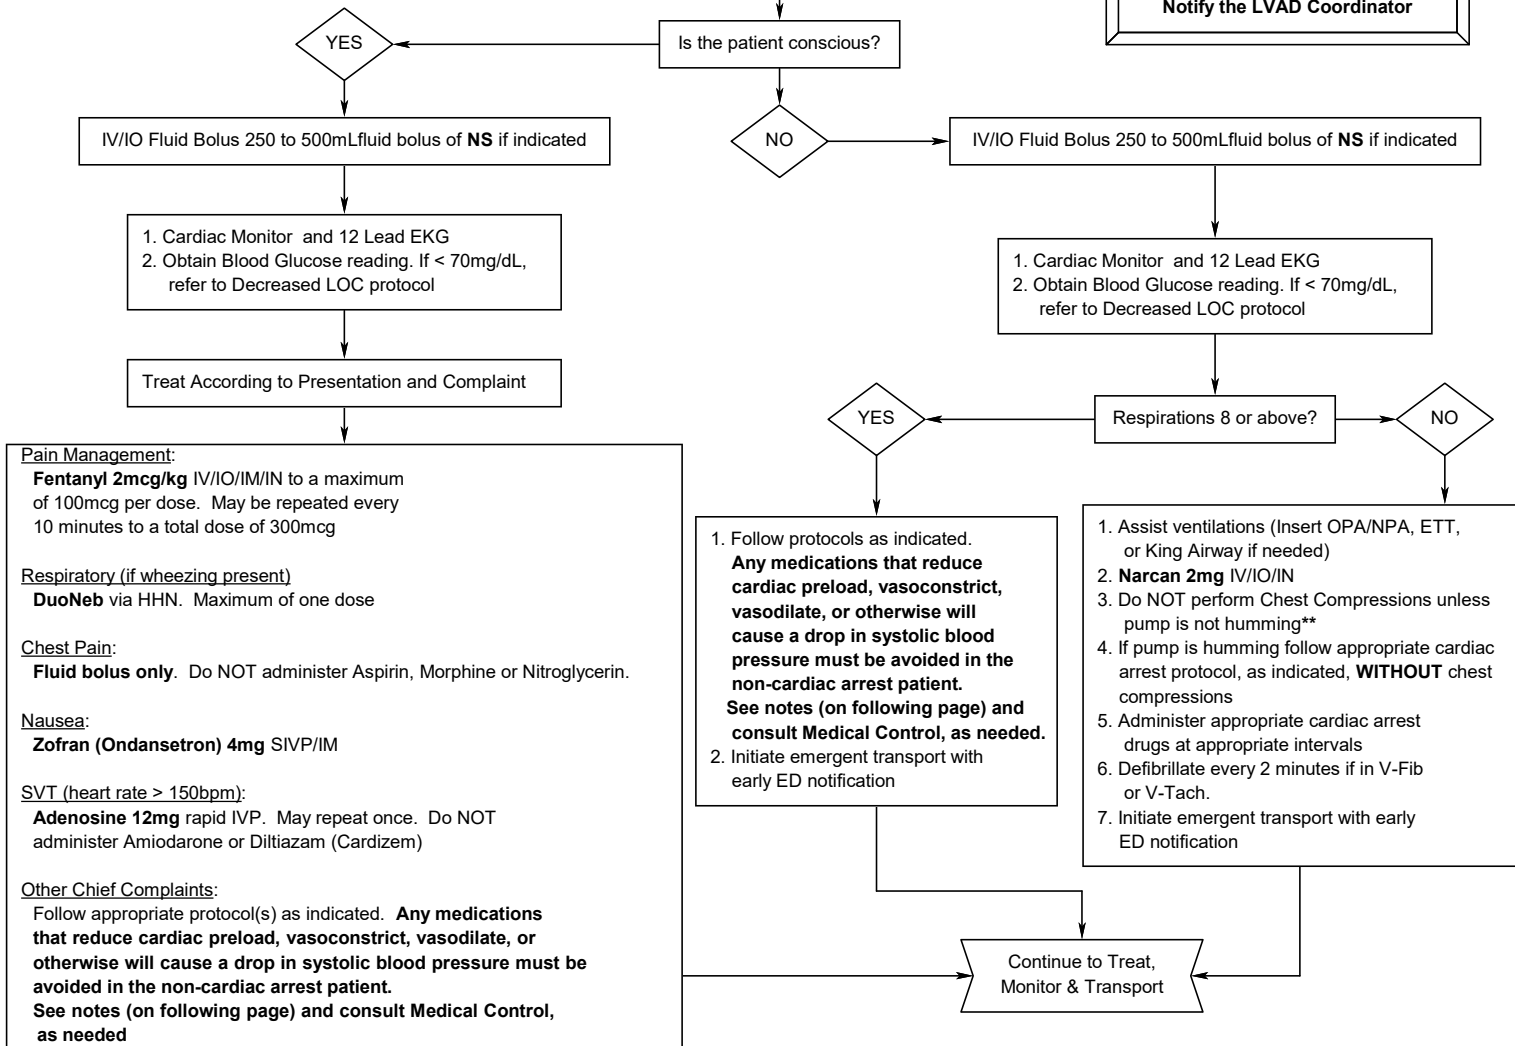 Notify the LVAD Coordinator
Is the patient conscious?
YES
IV/IO Fluid Bolus 250 to 500mLfluid bolus of NS if indicated
1. Cardiac Monitor and 12 Lead EKG
2. Obtain Blood Glucose reading. If < 70mg/dL,
refer to Decreased LOC protocol
Treat According to Presentation and Complaint
Pain Management:
Fentanyl 2mcg/kg IV/IO/IM/IN to a maximum
of 100mcg per dose. May be repeated every
10 minutes to a total dose of 300mcg
Respiratory (if wheezing present)
DuoNeb via HHN. Maximum of one dose
Chest Pain:
Fluid bolus only. Do NOT administer Aspirin, Morphine or Nitroglycerin.
Nausea:
Zofran (Ondansetron) 4mg SIVP/IM
SVT (heart rate > 150bpm):
Adenosine 12mg rapid IVP. May repeat once. Do NOT
administer Amiodarone or Diltiazam (Cardizem)
Other Chief Complaints:
Follow appropriate protocol(s) as indicated. Any medications
that reduce cardiac preload, vasoconstrict, vasodilate, or
otherwise will cause a drop in systolic blood pressure must be
avoided in the non-cardiac arrest patient.
See notes (on following page) and consult Medical Control,
as needed
NO
IV/IO Fluid Bolus 250 to 500mLfluid bolus of NS if indicated
1. Cardiac Monitor and 12 Lead EKG
2. Obtain Blood Glucose reading. If < 70mg/dL,
refer to Decreased LOC protocol
Respirations 8 or above?
YES
1. Follow protocols as indicated.
Any medications that reduce
cardiac preload, vasoconstrict,
vasodilate, or otherwise will
cause a drop in systolic blood
pressure must be avoided in the
non-cardiac arrest patient.
See notes (on following page) and
consult Medical Control, as needed.
2. Initiate emergent transport with
early ED notification
NO
1. Assist ventilations (Insert OPA/NPA, ETT,
or King Airway if needed)
2. Narcan 2mg IV/IO/IN
3. Do NOT perform Chest Compressions unless
pump is not humming**
4. If pump is humming follow appropriate cardiac
arrest protocol, as indicated, WITHOUT chest
compressions
5. Administer appropriate cardiac arrest
drugs at appropriate intervals
6. Defibrillate every 2 minutes if in V-Fib
or V-Tach.
7. Initiate emergent transport with early
ED notification
Continue to Treat,
Monitor & Transport